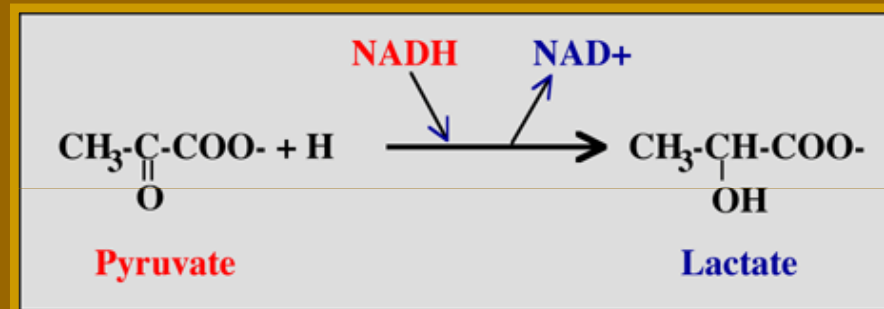 NADH NAD+
CH₃-C-COO- + H CH₃-CH-COO-
O OH
Pyruvate Lactate